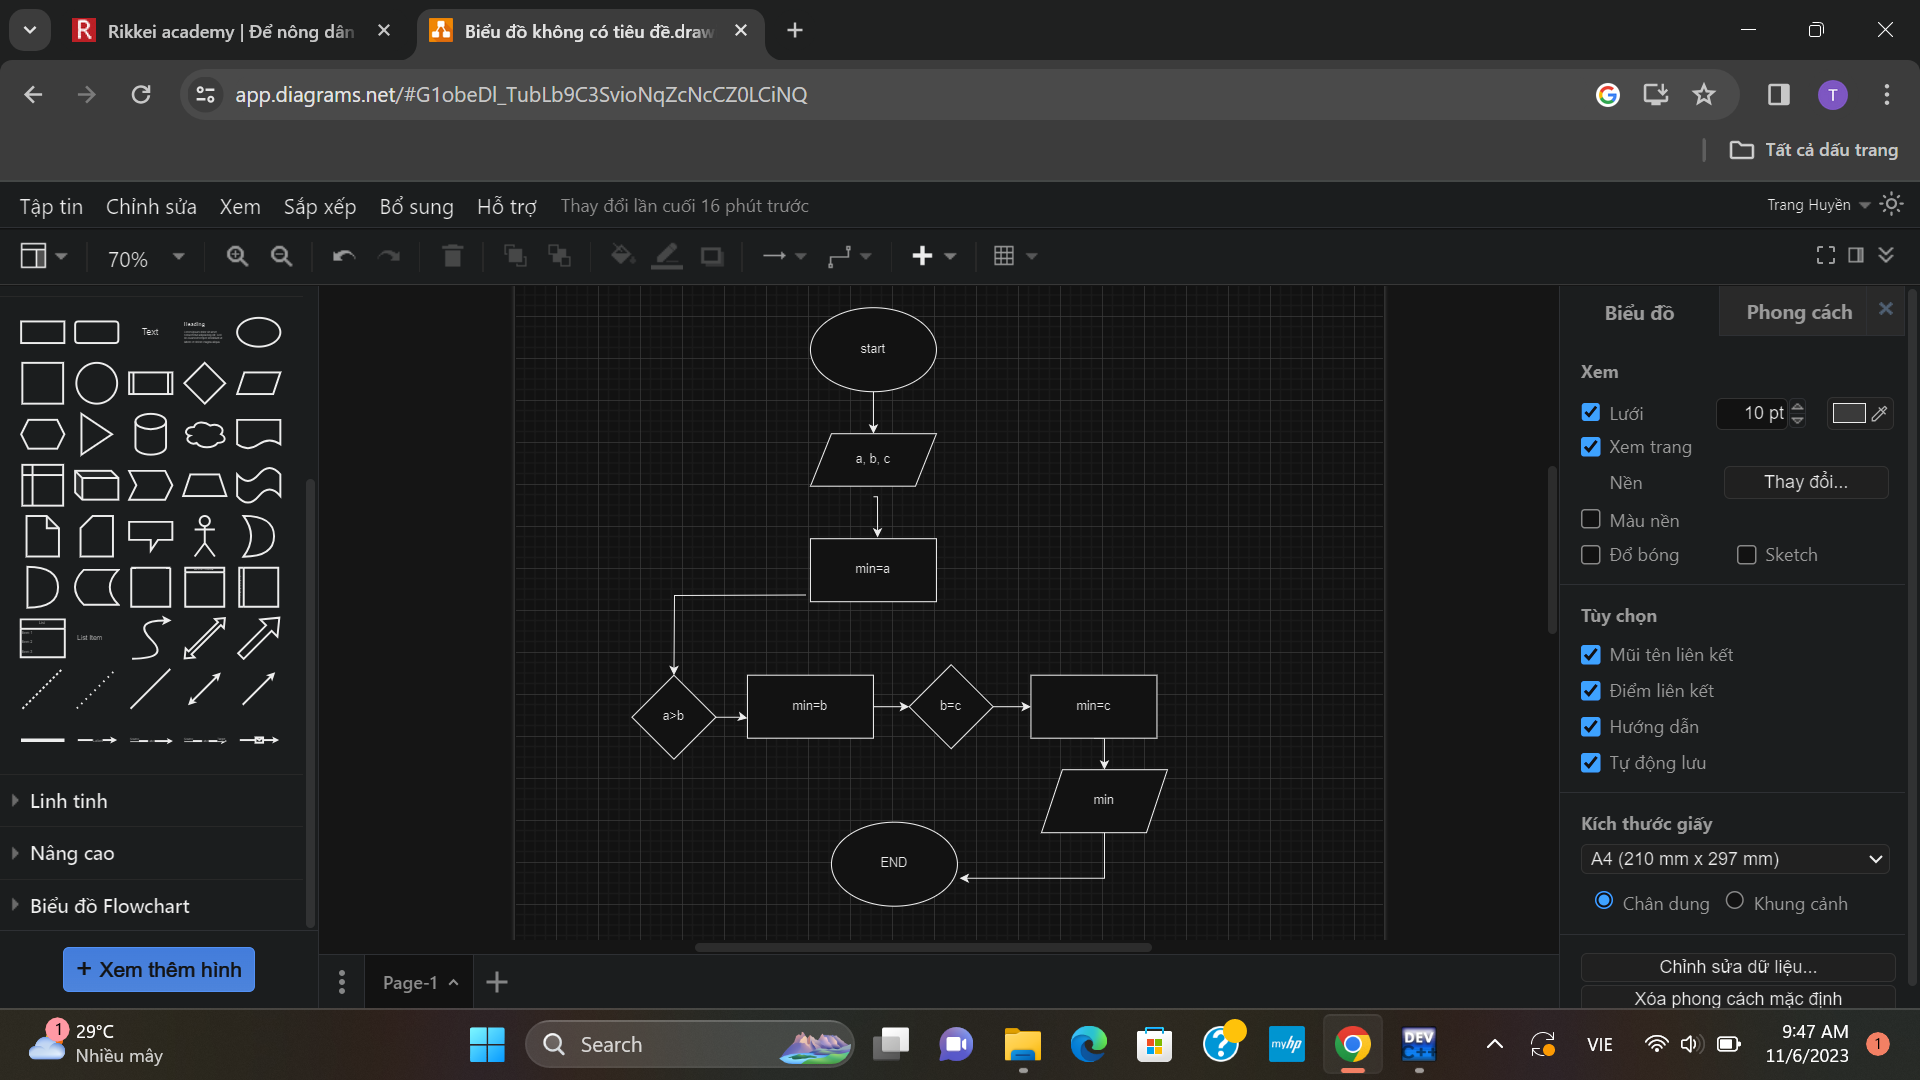 Rikkei academy | Để nông dân
Biểu đồ không có tiêu đề.draw
app.diagrams.net/#G1obeDl_TubLb9C3SvioNqZcNcCZ0LCiNQ
T
Tất cả dấu trang
Tập tin Chỉnh sửa Xem Sắp xếp Bổ sung Hỗ trợ Thay đổi lần cuối 16 phút trước
Trang Huyền
70%
Text
Heading
List Item
Linh tinh
Nâng cao
Biểu đồ Flowchart
+ Xem thêm hình
start
a, b, c
min=a
a>b
min=b
b=c
min=c
min
END
Page-1
Biểu đồ
Phong cách
Xem
Lưới
10 pt
Xem trang
Nền
Thay đổi...
Màu nền
Đổ bóng
Sketch
Tùy chọn
Mũi tên liên kết
Điểm liên kết
Hướng dẫn
Tự động lưu
Kích thước giấy
A4 (210 mm x 297 mm)
Chân dung
Khung cảnh
Chỉnh sửa dữ liệu...
Xóa phong cách mặc định
1
29°C
Nhiều mây
Search
myhp
DEV
C++
VIE
9:47 AM
11/6/2023
1